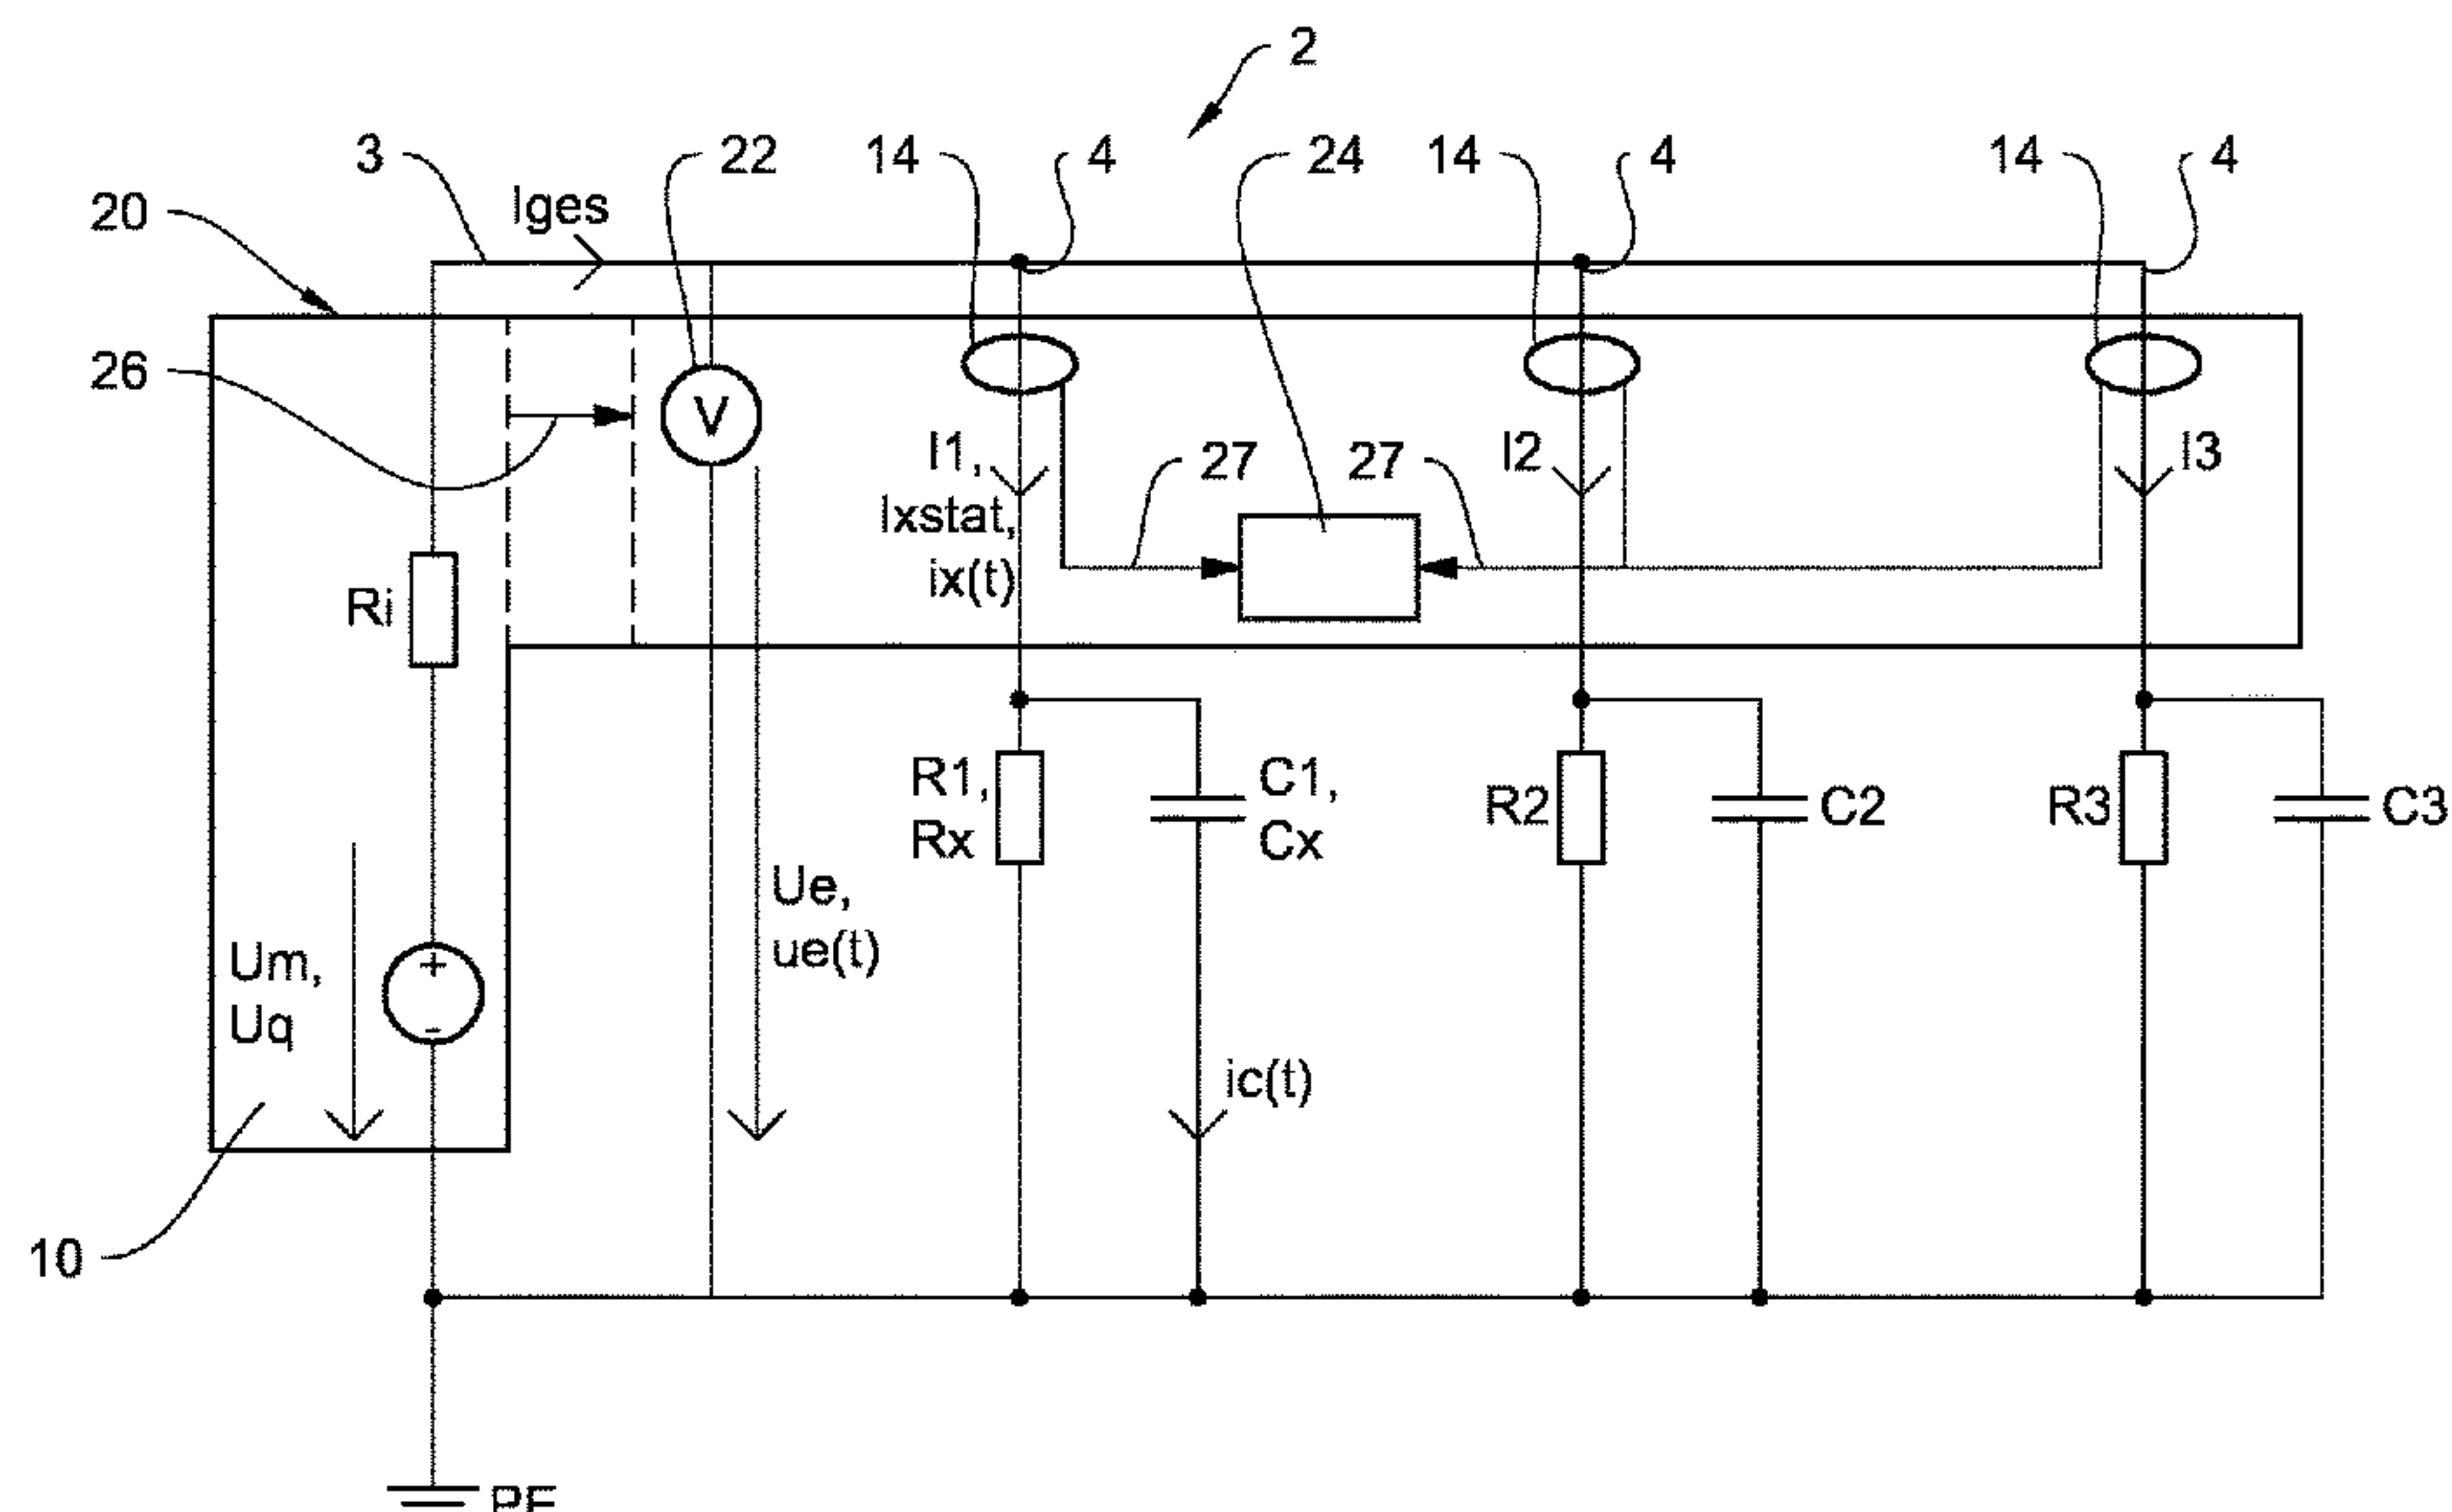 2
3
22
14
4
24
14
4
14
4
20
Iges
26
V
I1,
Ixstat,
ix(t)
27
27
I2
I3
Ri
R1,
Rx
C1,
Cx
R2
C2
R3
C3
Um,
Uq
+
-
Ue,
ue(t)
ic(t)
10
PE